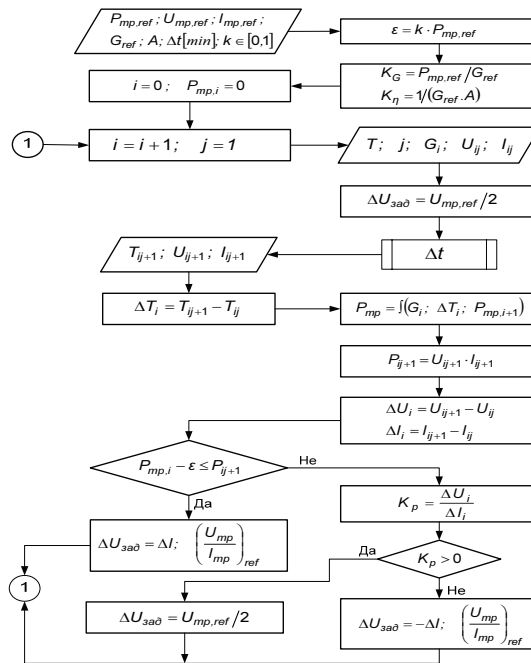 P_mp,ref ; U_mp,ref ; I_mp,ref ;
G_ref ; A ; Δt[min] ; k ∈ [0,1]
ε = k · P_mp,ref
K_G = P_mp,ref / G_ref
K_η = 1/(G_ref . A)
i = 0 ; P_mp,i = 0
1
i = i + 1 ; j = 1
T ; j ; G_i ; U_ij ; I_ij
ΔU_зад = U_mp,ref / 2
Δt
T_ij+1 ; U_ij+1 ; I_ij+1
ΔT_i = T_ij+1 − T_ij
P_mp = ∫(G_i ; ΔT_i ; P_mp,i+1)
P_ij+1 = U_ij+1 · I_ij+1
ΔU_i = U_ij+1 − U_ij
ΔI_i = I_ij+1 − I_ij
P_mp,i − ε ≤ P_ij+1
Не
Да
K_p = ΔU_i / ΔI_i
ΔU_зад = ΔI ; (U_mp / I_mp)_ref
Да
K_p > 0
Не
1
ΔU_зад = U_mp,ref / 2
ΔU_зад = −ΔI ; (U_mp / I_mp)_ref